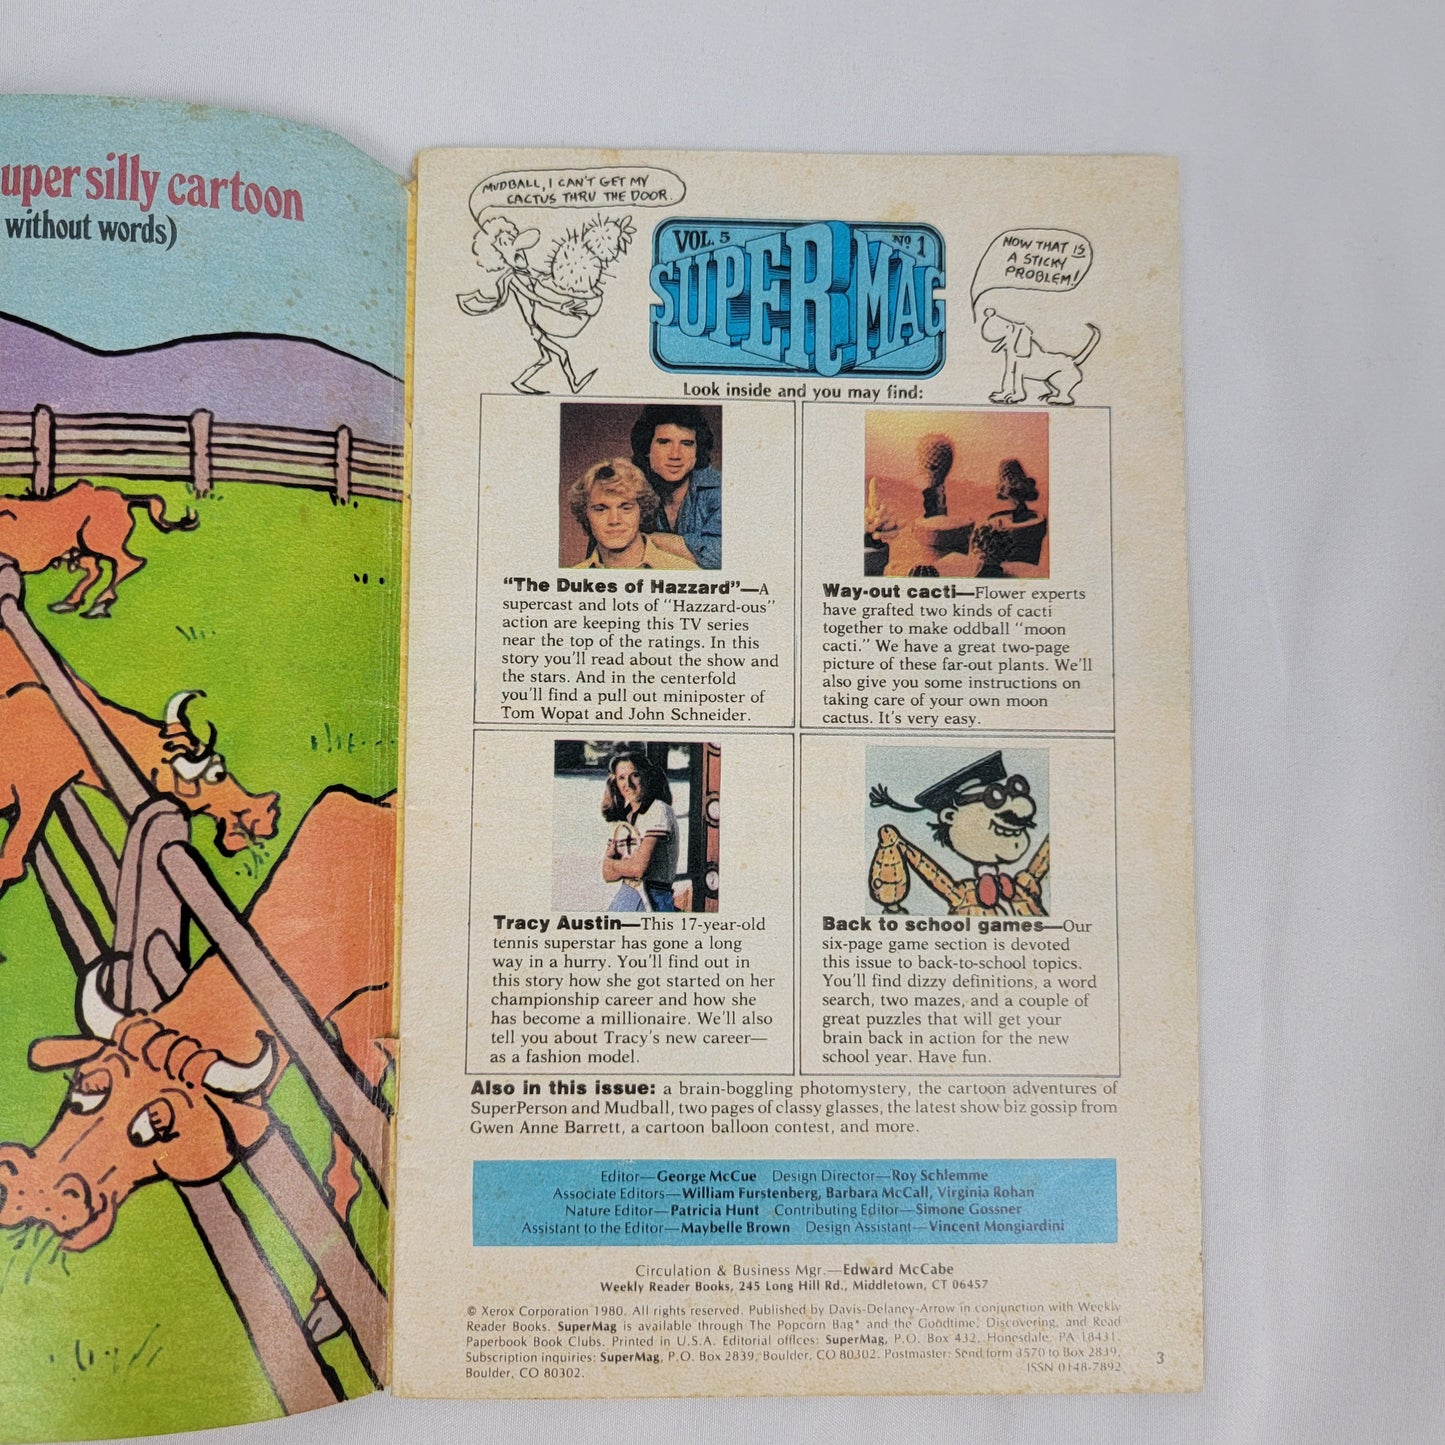 uper silly cartoon
without words)
MUDBALL, I CAN'T GET MY
CACTUS THRU THE DOOR.
VOL. 5
Nº 1
SUPERMAG
NOW THAT IS
A STICKY
PROBLEM!
Look inside and you may find:
"The Dukes of Hazzard"—A
supercast and lots of "Hazzard-ous"
action are keeping this TV series
near the top of the ratings. In this
story you'll read about the show and
the stars. And in the centerfold
you'll find a pull out miniposter of
Tom Wopat and John Schneider.
Way-out cacti—Flower experts
have grafted two kinds of cacti
together to make oddball "moon
cacti." We have a great two-page
picture of these far-out plants. We'll
also give you some instructions on
taking care of your own moon
cactus. It's very easy.
Tracy Austin—This 17-year-old
tennis superstar has gone a long
way in a hurry. You'll find out in
this story how she got started on her
championship career and how she
has become a millionaire. We'll also
tell you about Tracy's new career—
as a fashion model.
Back to school games—Our
six-page game section is devoted
this issue to back-to-school topics.
You'll find dizzy definitions, a word
search, two mazes, and a couple of
great puzzles that will get your
brain back in action for the new
school year. Have fun.
Also in this issue: a brain-boggling photomystery, the cartoon adventures of
SuperPerson and Mudball, two pages of classy glasses, the latest show biz gossip from
Gwen Anne Barrett, a cartoon balloon contest, and more.
Editor—George McCue Design Director—Roy Schlemme
Associate Editors—William Furstenberg, Barbara McCall, Virginia Rohan
Nature Editor—Patricia Hunt Contributing Editor—Simone Gossner
Assistant to the Editor—Maybelle Brown Design Assistant—Vincent Mongiardini
Circulation & Business Mgr.—Edward McCabe
Weekly Reader Books, 245 Long Hill Rd., Middletown, CT 06457
© Xerox Corporation 1980. All rights reserved. Published by Davis-Delaney-Arrow in conjunction with Weekly
Reader Books. SuperMag is available through The Popcorn Bag* and the Goodtime, Discovering, and Read
Paperbook Book Clubs. Printed in U.S.A. Editorial offices: SuperMag, P.O. Box 432, Honesdale, PA 18431.
Subscription inquiries: SuperMag, P.O. Box 2839, Boulder, CO 80302. Postmaster: Send form 3570 to Box 2839,
Boulder, CO 80302.
ISSN 0148-7892
3